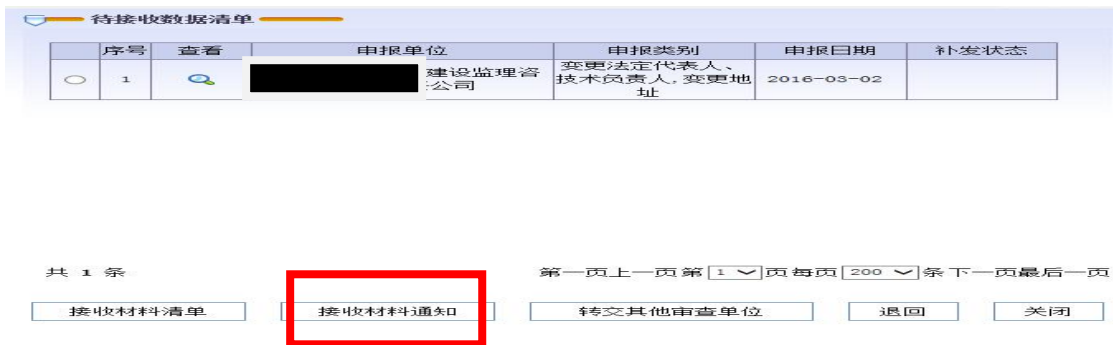 待接收数据清单
序号 查看 申报单位 申报类别 申报日期 补发状态
1 建设监理咨公司 变更法定代表人、技术负责人,变更地址 2016-03-02
共 1 条 第一页上一页第 1 页每页 200 条下一页最后一页
接收材料清单 接收材料通知 转交其他审查单位 退回 关闭